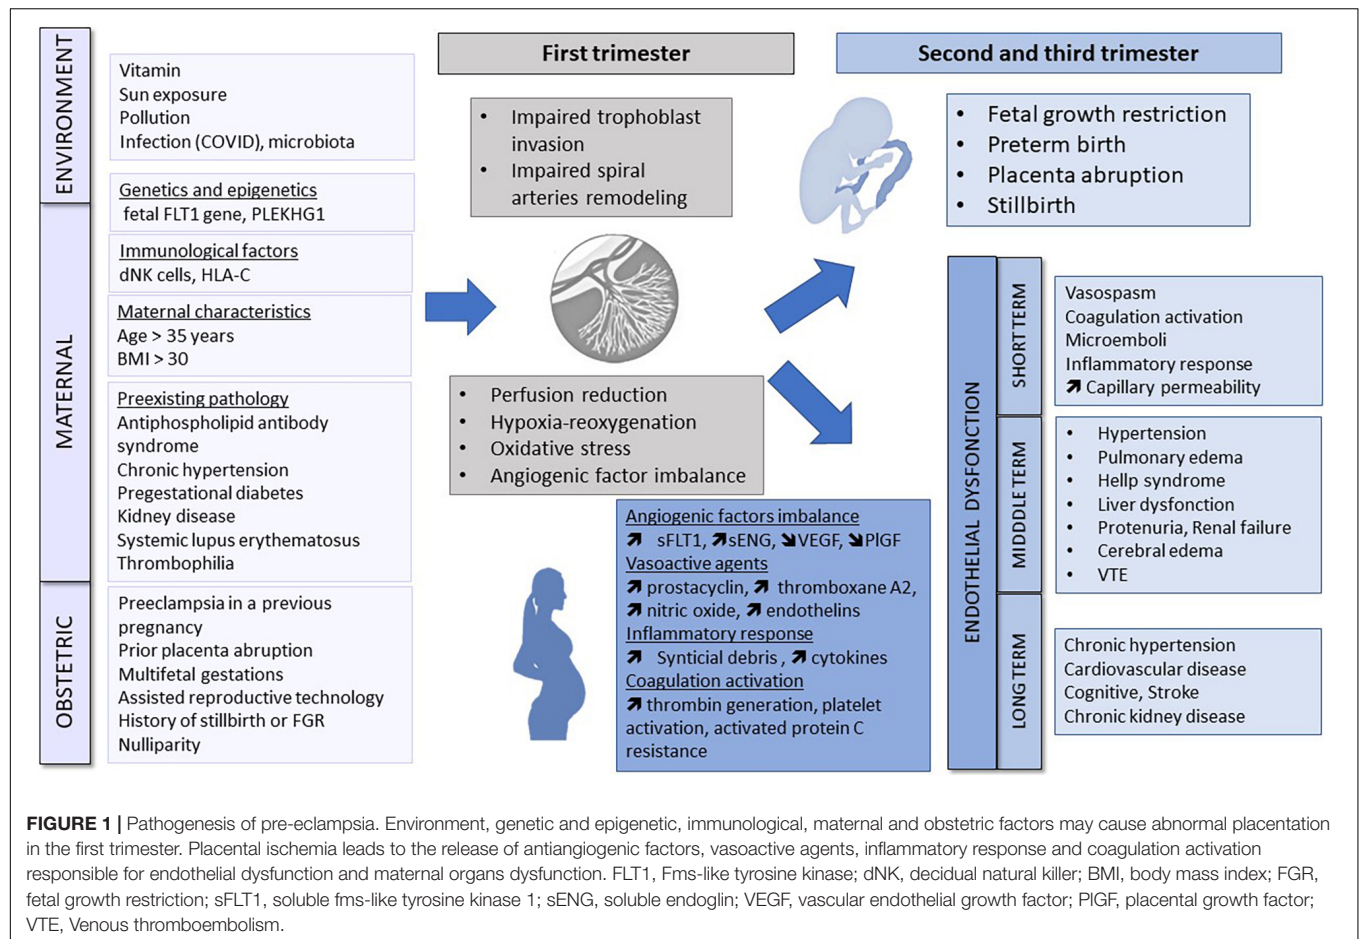 ENVIRONMENT
Vitamin
Sun exposure
Pollution
Infection (COVID), microbiota
MATERNAL
Genetics and epigenetics
fetal FLT1 gene, PLEKHG1
Immunological factors
dNK cells, HLA-C
Maternal characteristics
Age > 35 years
BMI > 30
Preexisting pathology
Antiphospholipid antibody
syndrome
Chronic hypertension
Pregestational diabetes
Kidney disease
Systemic lupus erythematosus
Thrombophilia
OBSTETRIC
Preeclampsia in a previous
pregnancy
Prior placenta abruption
Multifetal gestations
Assisted reproductive technology
History of stillbirth or FGR
Nulliparity
First trimester
• Impaired trophoblast
invasion
• Impaired spiral
arteries remodeling
• Perfusion reduction
• Hypoxia-reoxygenation
• Oxidative stress
• Angiogenic factor imbalance
Second and third trimester
• Fetal growth restriction
• Preterm birth
• Placenta abruption
• Stillbirth
Angiogenic factors imbalance
↗ sFLT1, ↗sENG, ↘VEGF, ↘PlGF
Vasoactive agents
↗prostacyclin, ↗ thromboxane A2,
↗nitric oxide, ↗ endothelins
Inflammatory response
↗ Synticial debris , ↗ cytokines
Coagulation activation
↗ thrombin generation, platelet
activation, activated protein C
resistance
ENDOTHELIAL DYSFONCTION
SHORT TERM
Vasospasm
Coagulation activation
Microemboli
Inflammatory response
↗ Capillary permeability
MIDDLE TERM
• Hypertension
• Pulmonary edema
• Hellp syndrome
• Liver dysfonction
• Protenuria, Renal failure
• Cerebral edema
• VTE
LONG TERM
Chronic hypertension
Cardiovascular disease
Cognitive, Stroke
Chronic kidney disease
FIGURE 1 | Pathogenesis of pre-eclampsia. Environment, genetic and epigenetic, immunological, maternal and obstetric factors may cause abnormal placentation
in the first trimester. Placental ischemia leads to the release of antiangiogenic factors, vasoactive agents, inflammatory response and coagulation activation
responsible for endothelial dysfunction and maternal organs dysfunction. FLT1, Fms-like tyrosine kinase; dNK, decidual natural killer; BMI, body mass index; FGR,
fetal growth restriction; sFLT1, soluble fms-like tyrosine kinase 1; sENG, soluble endoglin; VEGF, vascular endothelial growth factor; PlGF, placental growth factor;
VTE, Venous thromboembolism.